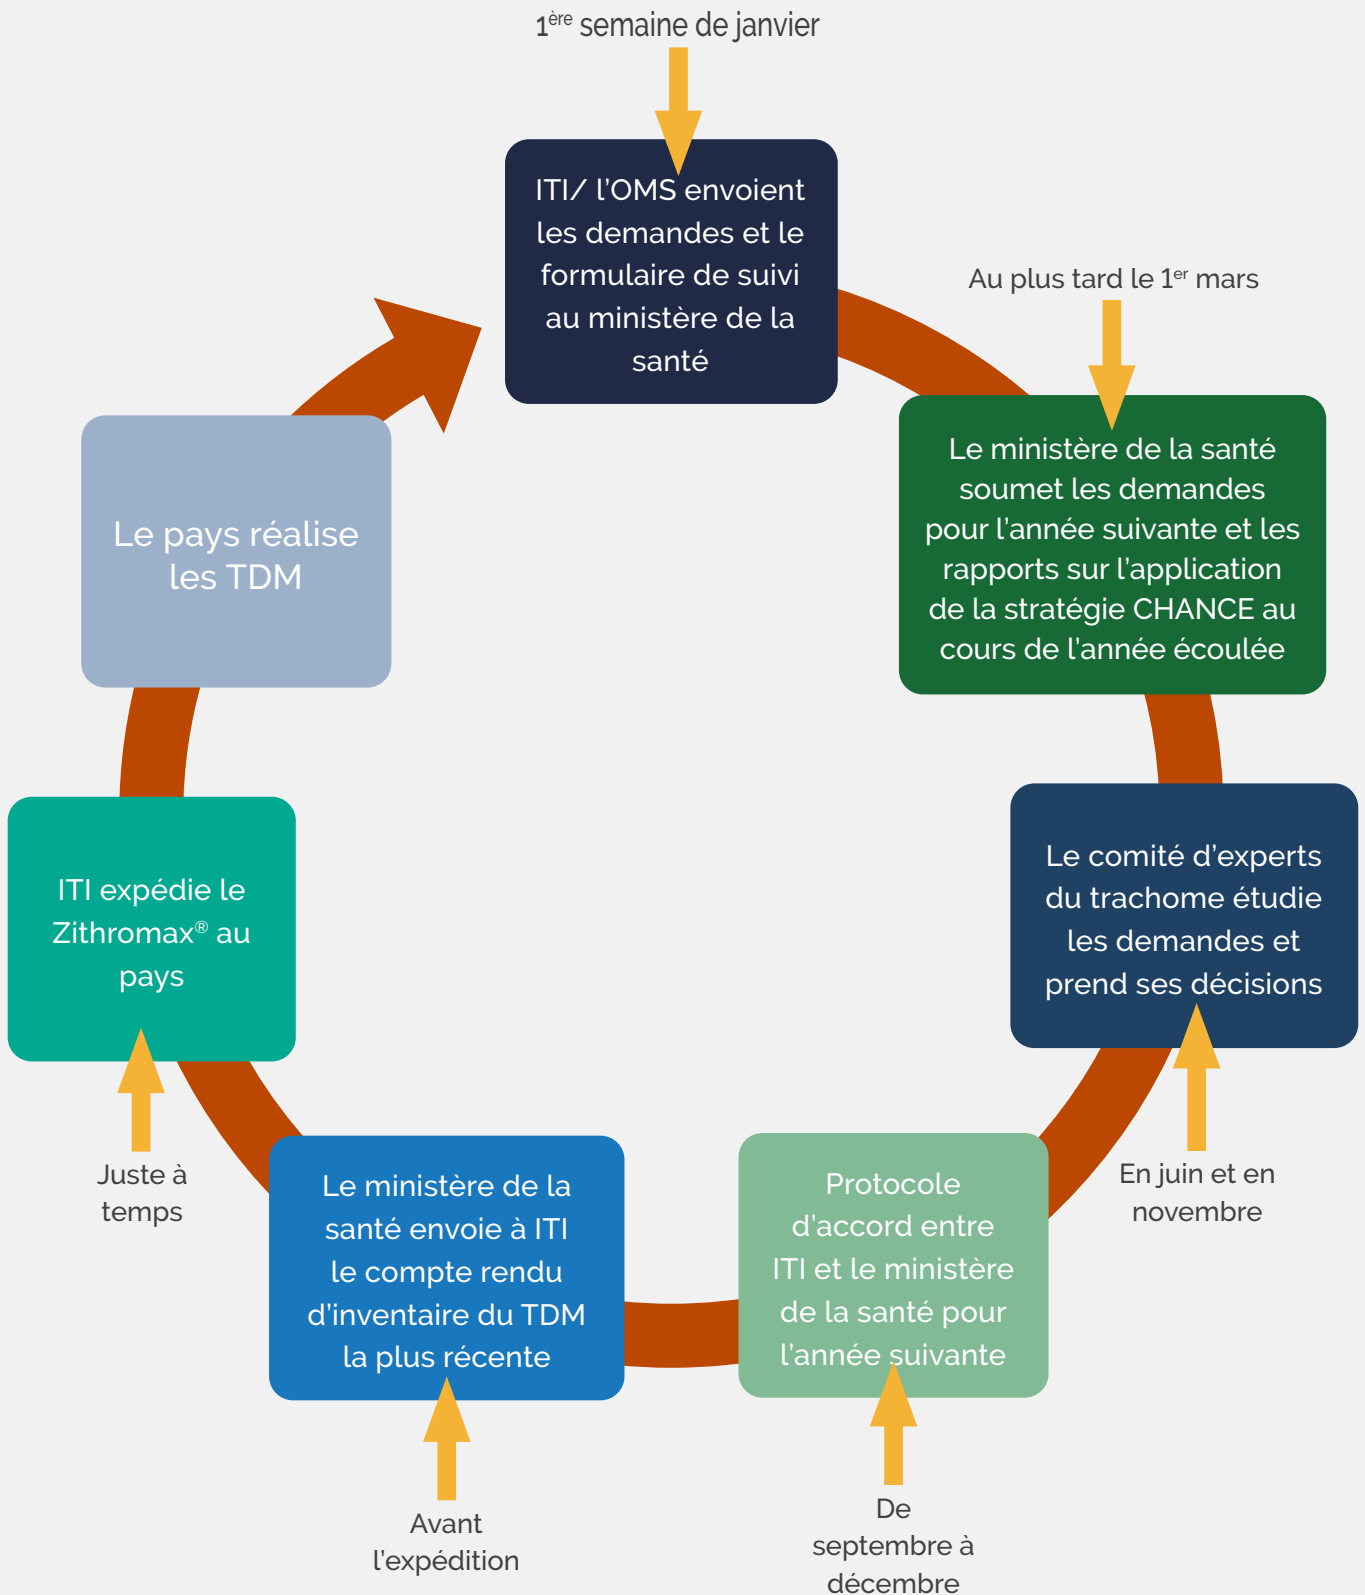 1ère semaine de janvier
ITI/ l’OMS envoient
les demandes et le
formulaire de suivi
au ministère de la
santé
Au plus tard le 1er mars
Le ministère de la santé
soumet les demandes
pour l’année suivante et les
rapports sur l’application
de la stratégie CHANCE au
cours de l’année écoulée
Le comité d’experts
du trachome étudie
les demandes et
prend ses décisions
En juin et en
novembre
Protocole
d’accord entre
ITI et le ministère
de la santé pour
l’année suivante
De
septembre à
décembre
Le ministère de la
santé envoie à ITI
le compte rendu
d’inventaire du TDM
la plus récente
Avant
l’expédition
ITI expédie le
Zithromax® au
pays
Juste à
temps
Le pays réalise
les TDM